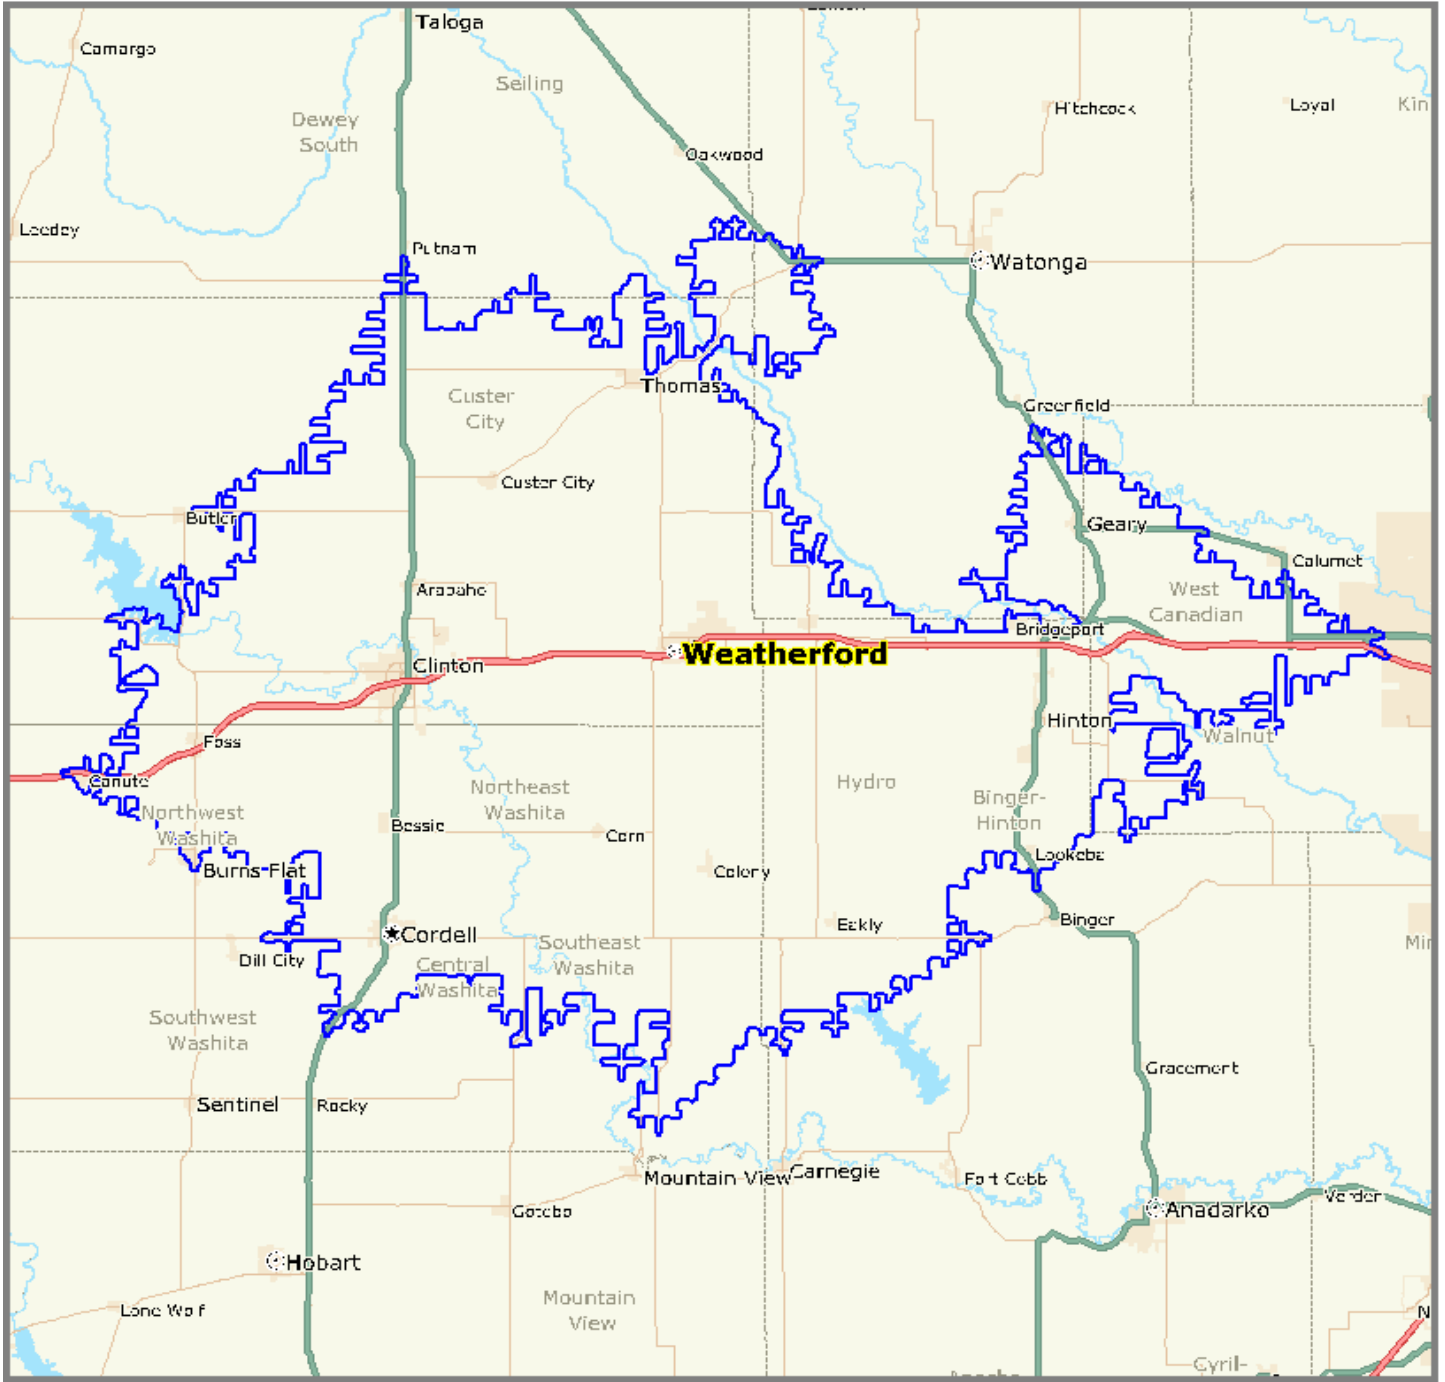 Taloga
Camargo
Seiling
Hitchcock
Loyal
Kin
Dewey
South
Oakwood
Leedey
Putnam
Watonga
Thomas
Custer
City
Greenfield
Custer City
Butler
Geary
Calumet
Arapaho
West
Canadian
Bridgeport
Weatherford
Clinton
Hinton
Foss
Walnut
Canute
Northeast
Washita
Hydro
Binger-
Hinton
Northwest
Washita
Bessie
Corn
Lookeba
Burns Flat
Colony
Eakly
Binger
Cordell
Southeast
Washita
Min
Dill City
Central
Washita
Southwest
Washita
Gracemont
Sentinel
Rocky
Mountain View
Carnegie
Fort Cobb
Verden
Gotebo
Anadarko
Hobart
Mountain
View
Lone Wolf
N
Cyril-